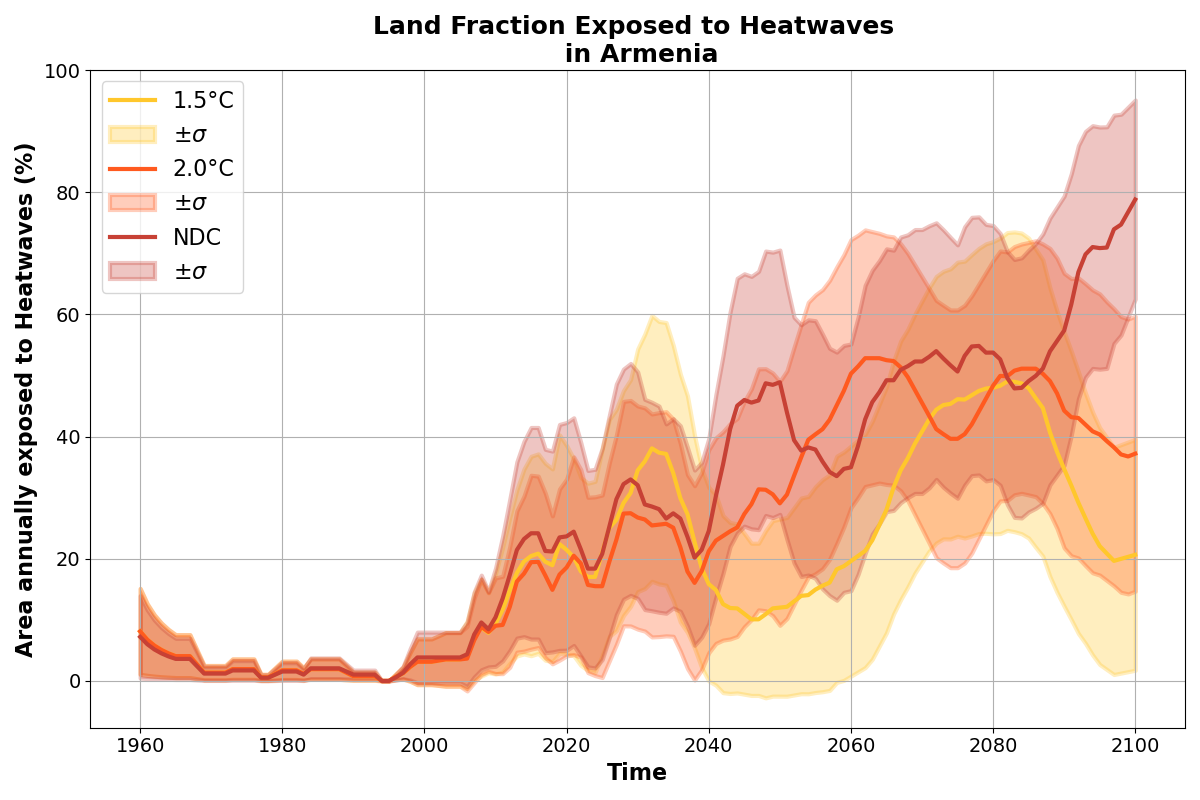 Land Fraction Exposed to Heatwaves
in Armenia
Area annually exposed to Heatwaves (%)
100
80
60
40
20
0
1.5°C
±σ
2.0°C
±σ
NDC
±σ
1960 1980 2000 2020 2040 2060 2080 2100
Time